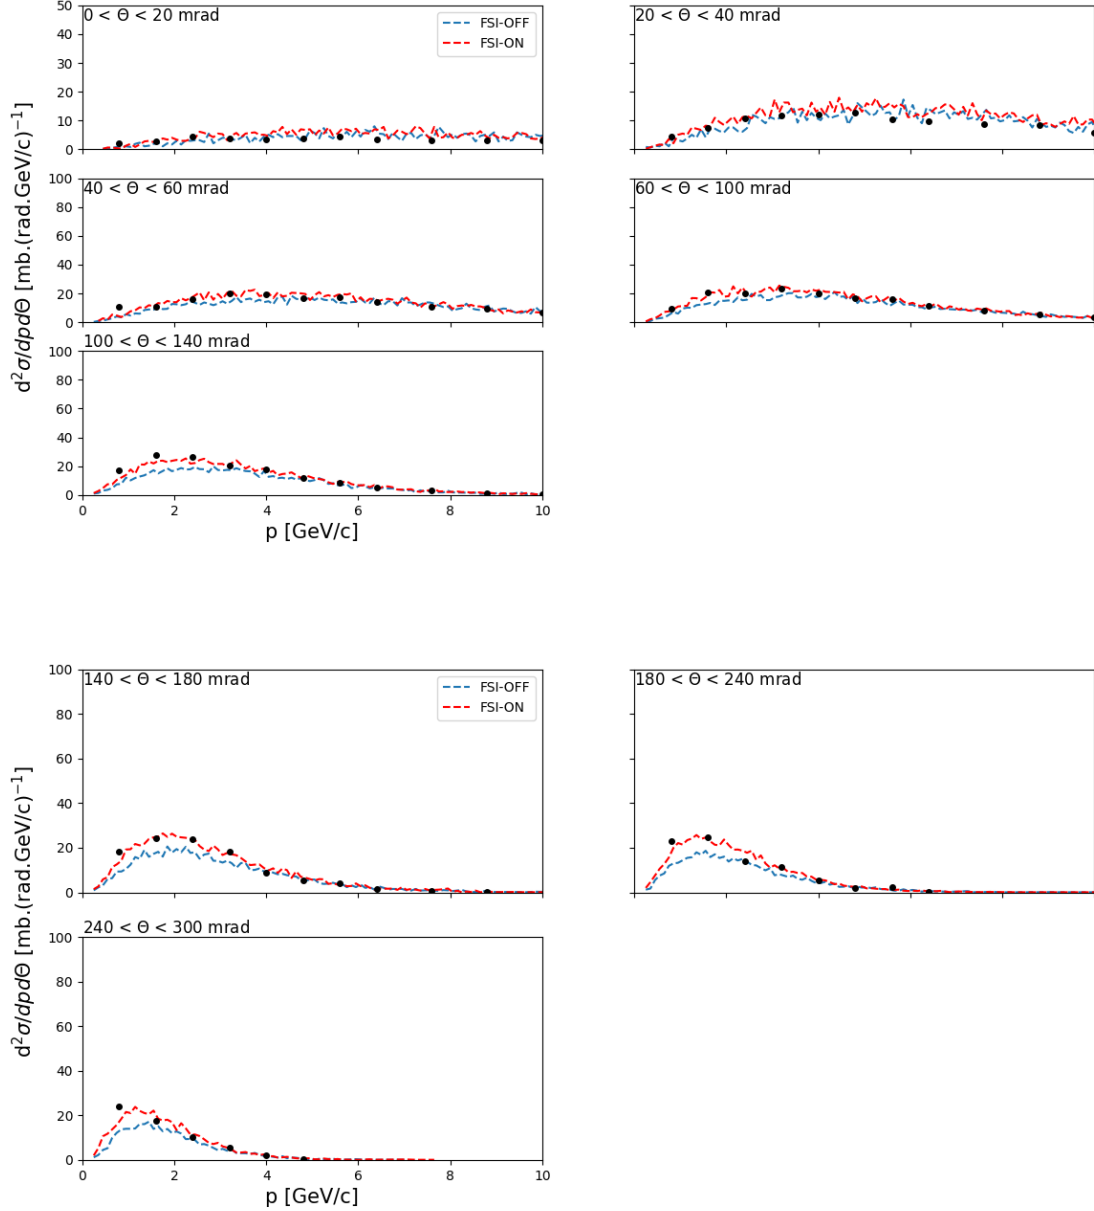 0 < Θ < 20 mrad
50
40
30
20
10
0
FSI-OFF
FSI-ON
20 < Θ < 40 mrad
40 < Θ < 60 mrad
100
80
60
40
20
0
60 < Θ < 100 mrad
d²σ/dpdΘ [mb.(rad.GeV/c)⁻¹]
100 < Θ < 140 mrad
100
80
60
40
20
0
0 2 4 6 8 10
p [GeV/c]
140 < Θ < 180 mrad
100
80
60
40
20
0
FSI-OFF
FSI-ON
180 < Θ < 240 mrad
d²σ/dpdΘ [mb.(rad.GeV/c)⁻¹]
240 < Θ < 300 mrad
100
80
60
40
20
0
0 2 4 6 8 10
p [GeV/c]